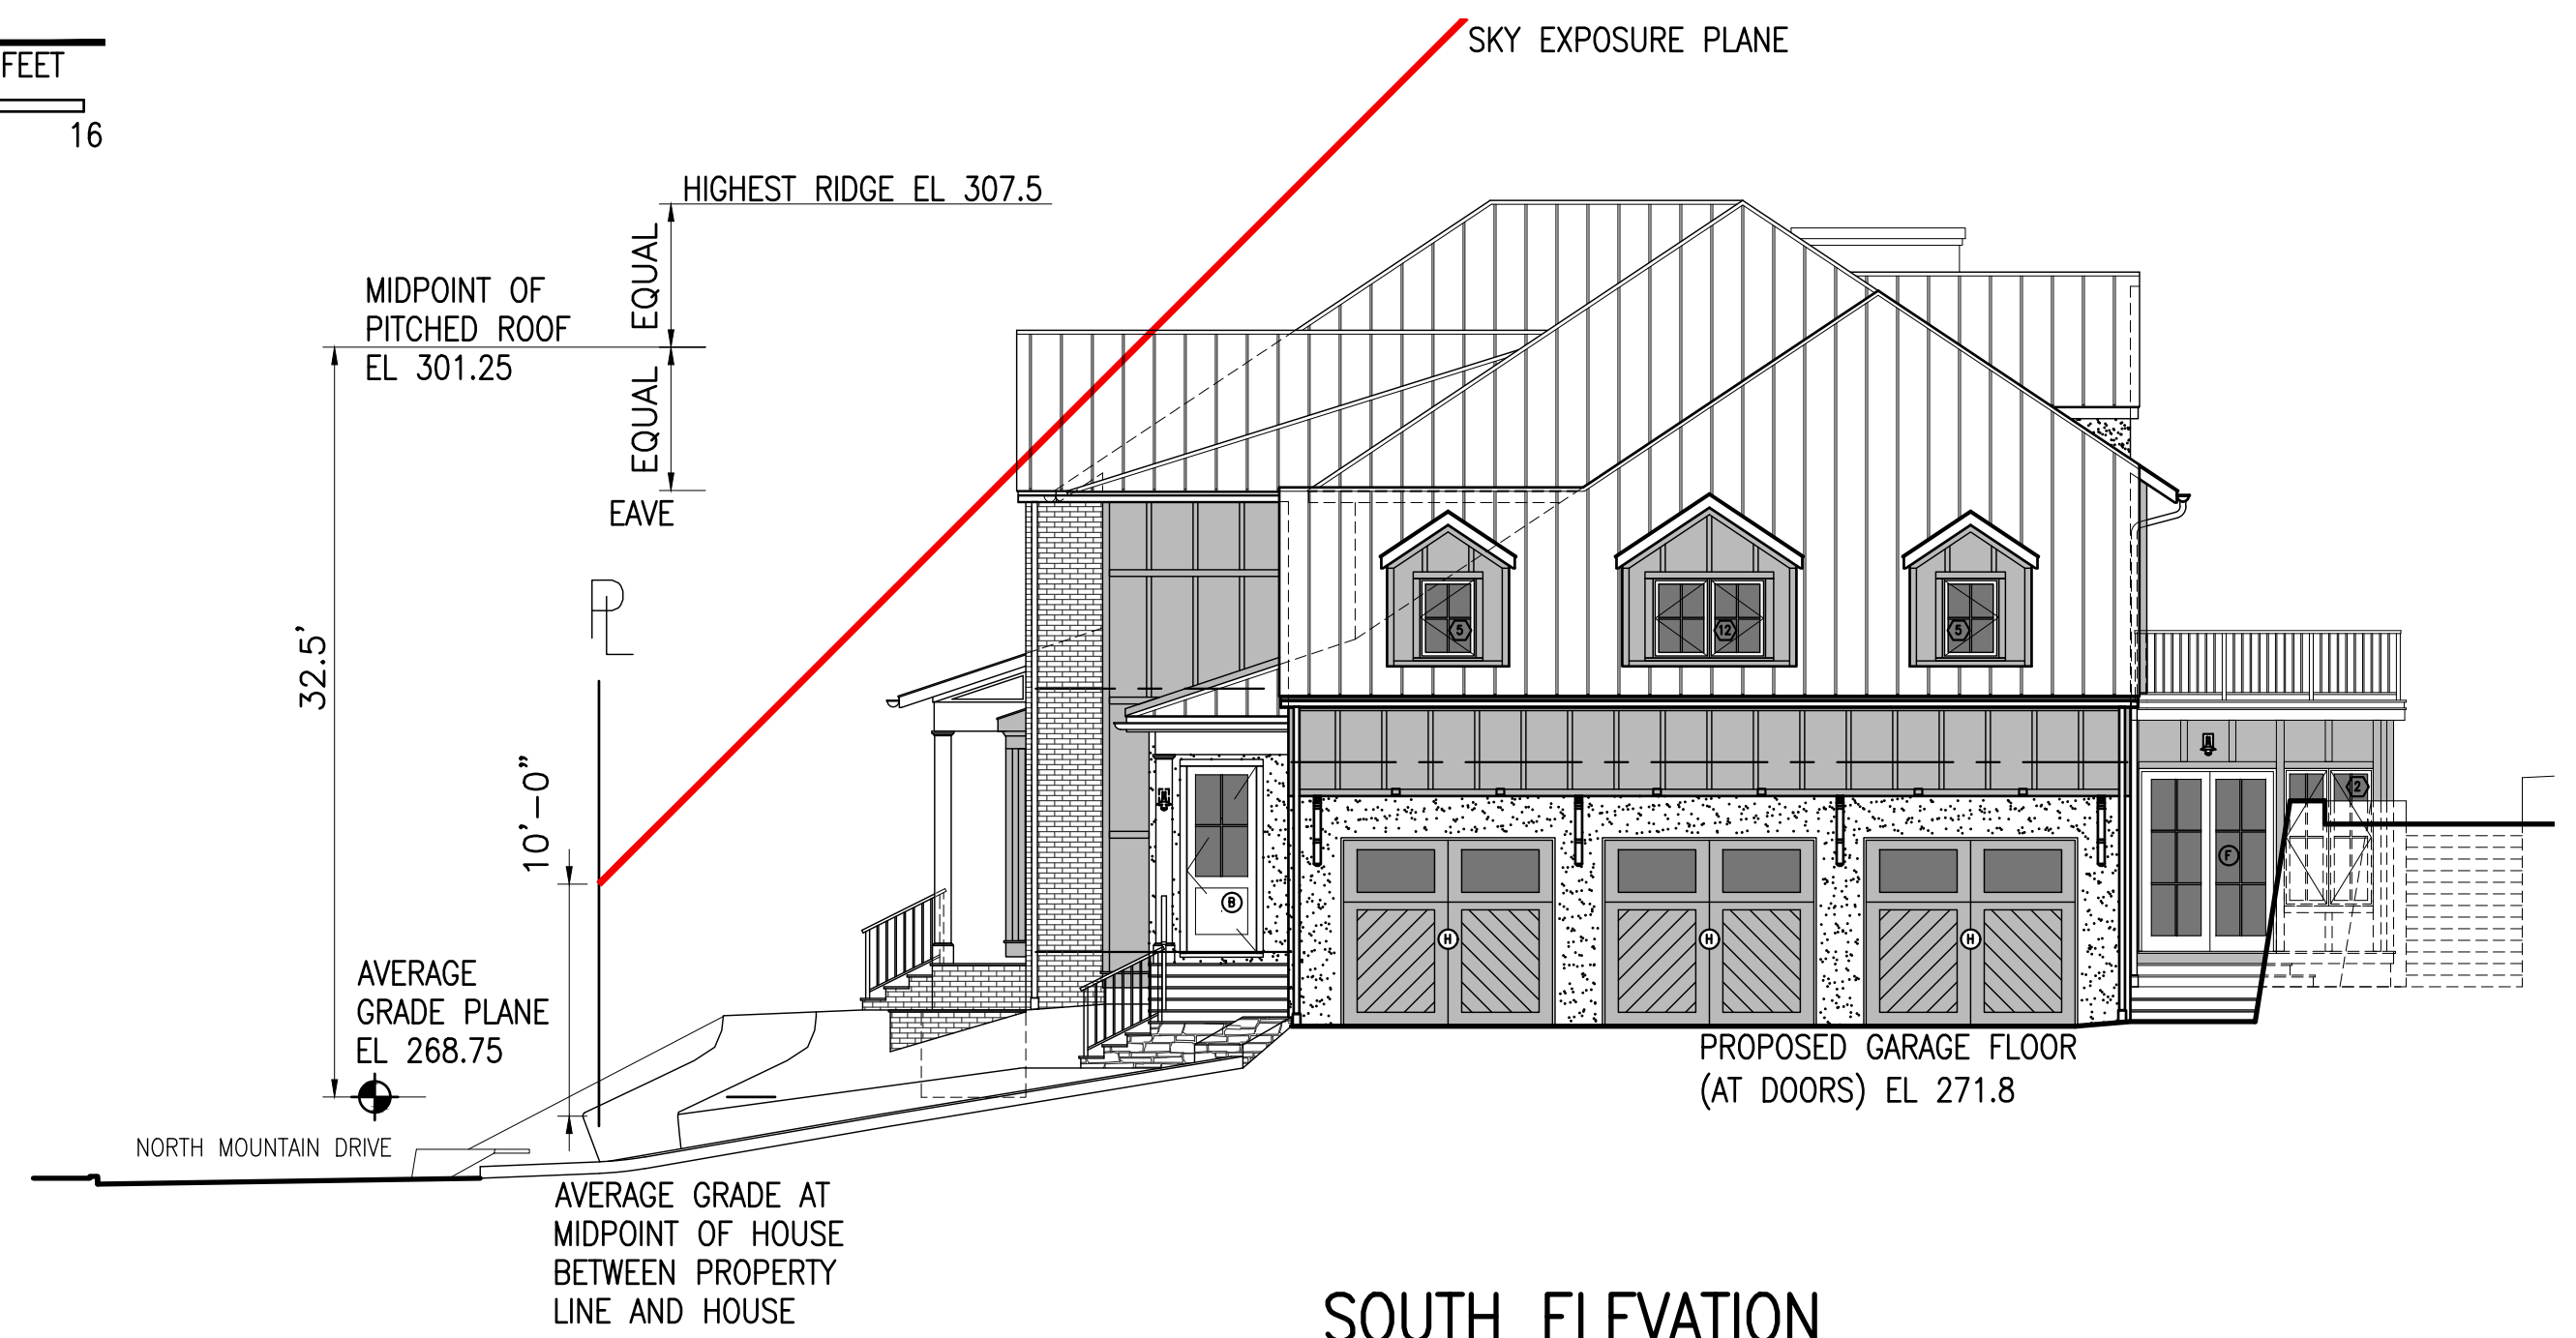 FEET
16
SKY EXPOSURE PLANE
HIGHEST RIDGE EL 307.5
EQUAL
MIDPOINT OF
PITCHED ROOF
EL 301.25
EQUAL
EAVE
PL
32.5'
10'-0"
5
12
5
2
F
B
H
H
H
AVERAGE
GRADE PLANE
EL 268.75
PROPOSED GARAGE FLOOR
(AT DOORS) EL 271.8
NORTH MOUNTAIN DRIVE
AVERAGE GRADE AT
MIDPOINT OF HOUSE
BETWEEN PROPERTY
LINE AND HOUSE
SOUTH ELEVATION